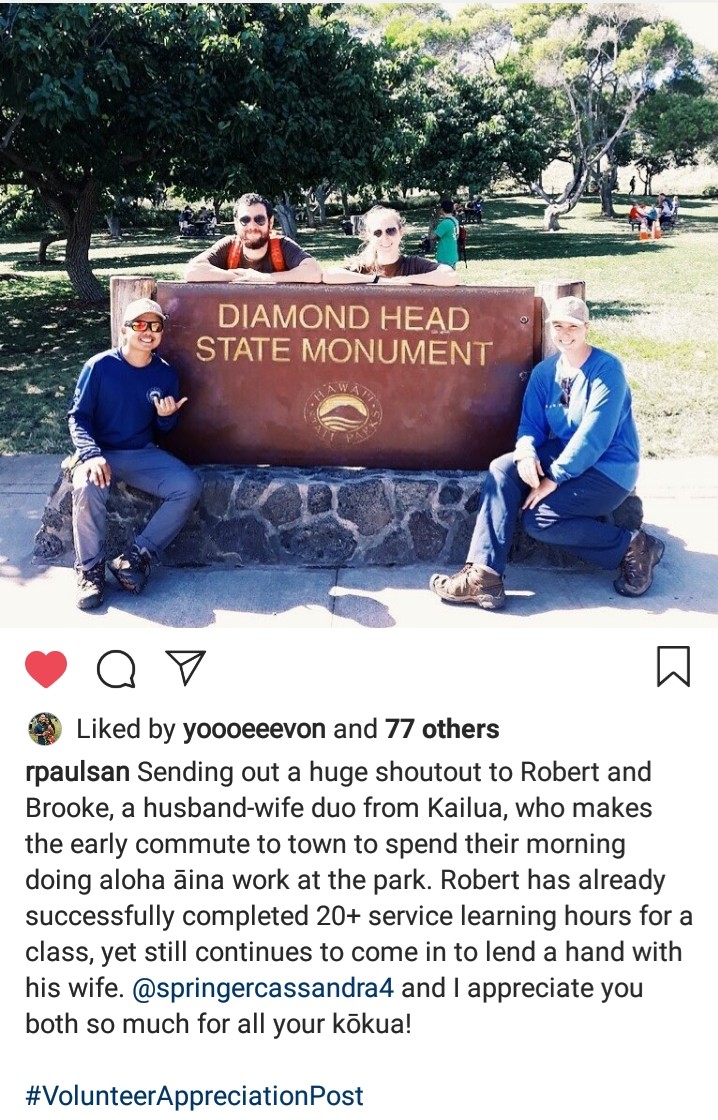 DIAMOND HEAD
STATE MONUMENT
HAWAII
STATE PARKS
Liked by yoooeeevon and 77 others
rpaulsan Sending out a huge shoutout to Robert and
Brooke, a husband-wife duo from Kailua, who makes
the early commute to town to spend their morning
doing aloha āina work at the park. Robert has already
successfully completed 20+ service learning hours for a
class, yet still continues to come in to lend a hand with
his wife. @springercassandra4 and I appreciate you
both so much for all your kōkua!
#VolunteerAppreciationPost